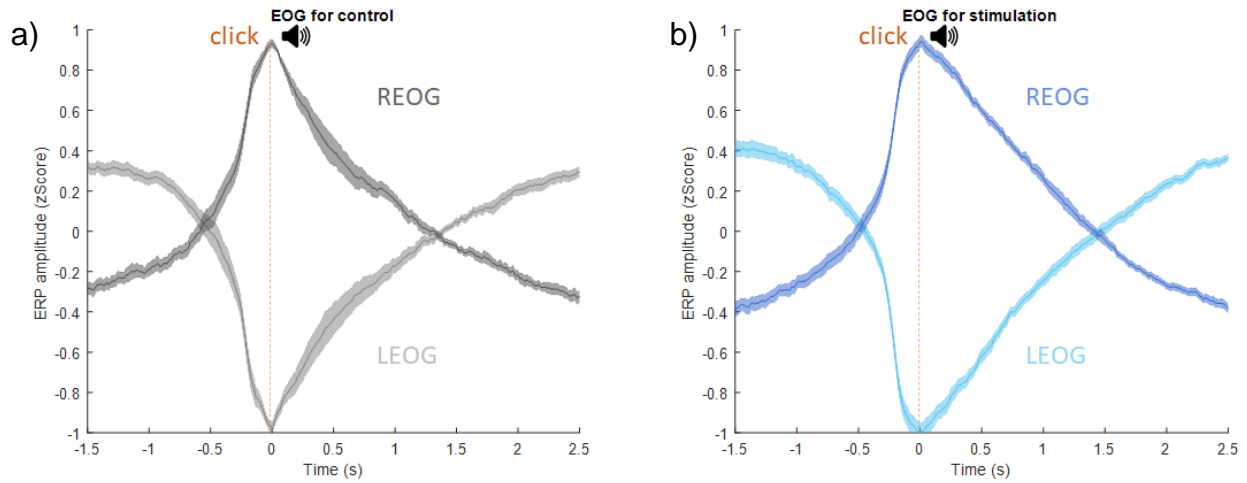 a)
EOG for control
click
REOG
LEOG
ERP amplitude (zScore)
1
0.8
0.6
0.4
0.2
0
-0.2
-0.4
-0.6
-0.8
-1
-1.5 -1 -0.5 0 0.5 1 1.5 2 2.5
Time (s)
b)
EOG for stimulation
click
REOG
LEOG
ERP amplitude (zScore)
1
0.8
0.6
0.4
0.2
0
-0.2
-0.4
-0.6
-0.8
-1
-1.5 -1 -0.5 0 0.5 1 1.5 2 2.5
Time (s)